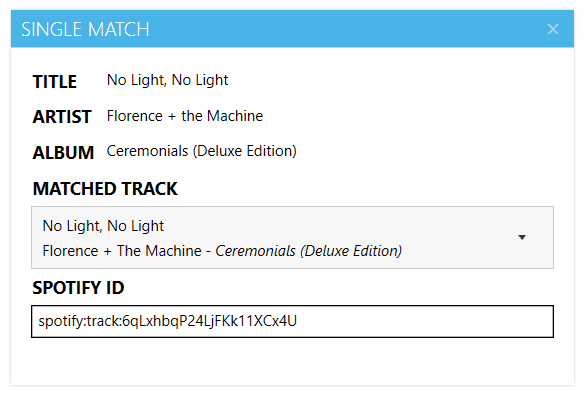 SINGLE MATCH
TITLE No Light, No Light
ARTIST Florence + the Machine
ALBUM Ceremonials (Deluxe Edition)
MATCHED TRACK
No Light, No Light
Florence + The Machine - Ceremonials (Deluxe Edition)
SPOTIFY ID
spotify:track:6qLxhbqP24LjFKk11XCx4U